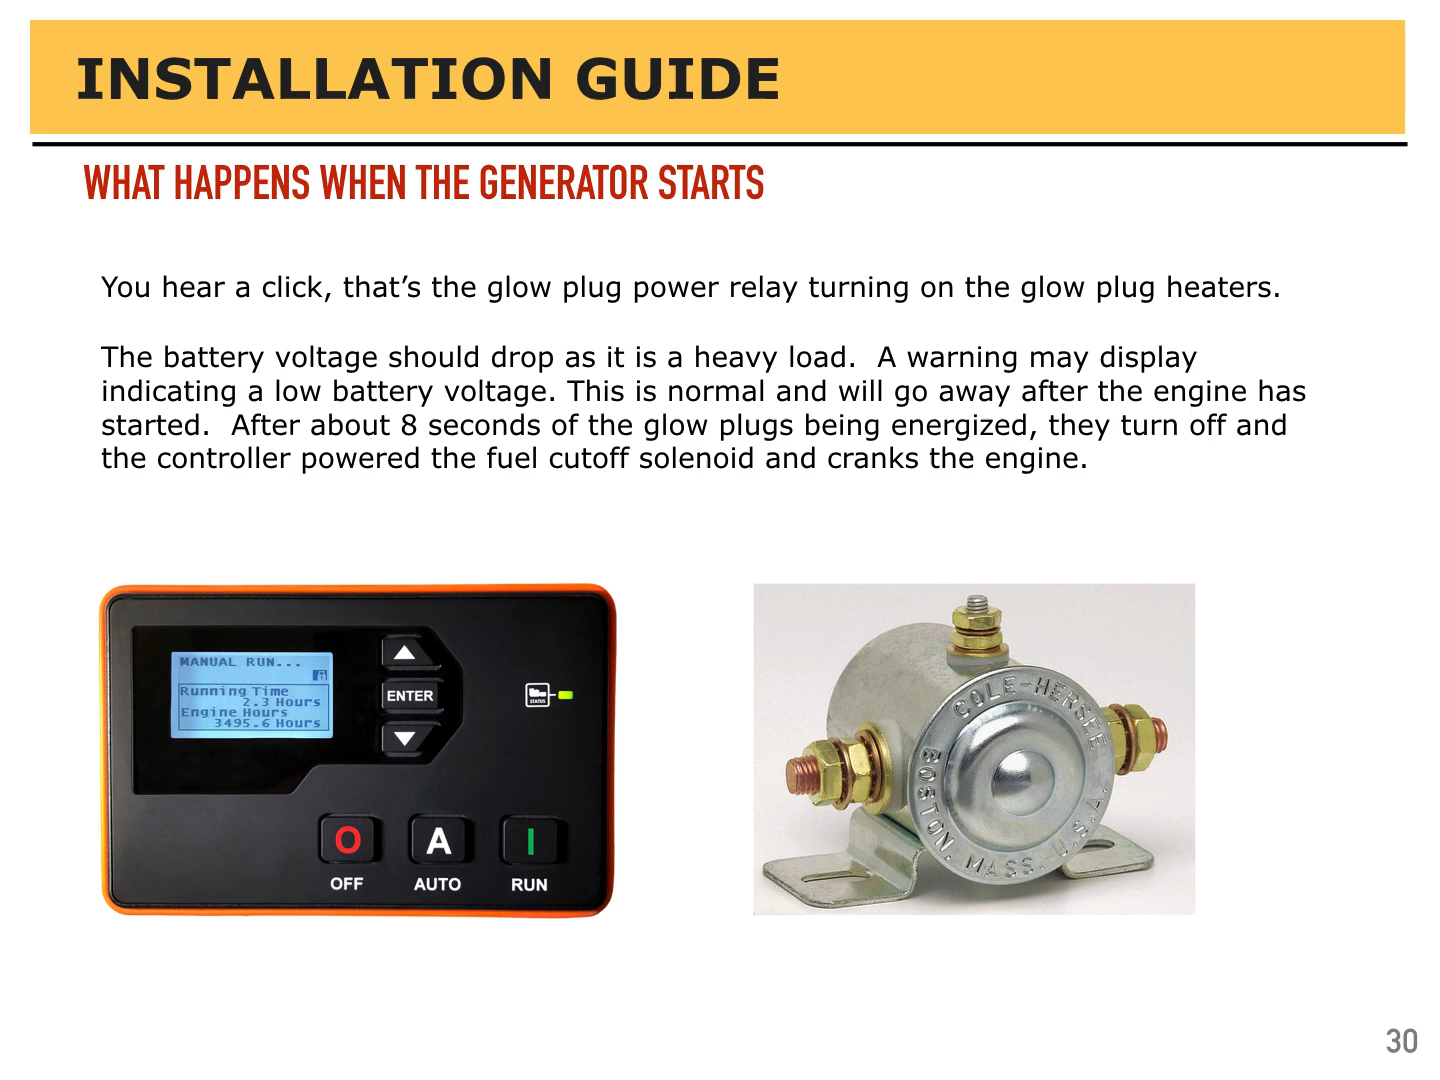 INSTALLATION GUIDE
WHAT HAPPENS WHEN THE GENERATOR STARTS
You hear a click, that’s the glow plug power relay turning on the glow plug heaters.
The battery voltage should drop as it is a heavy load.  A warning may display
indicating a low battery voltage. This is normal and will go away after the engine has
started.  After about 8 seconds of the glow plugs being energized, they turn off and
the controller powered the fuel cutoff solenoid and cranks the engine.
MANUAL RUN...
Running Time
2.3 Hours
Engine Hours
3495.6 Hours
ENTER
STATUS
O
A
I
OFF
AUTO
RUN
COLE-HERSEE
BOSTON, MASS. U.S.A.
30